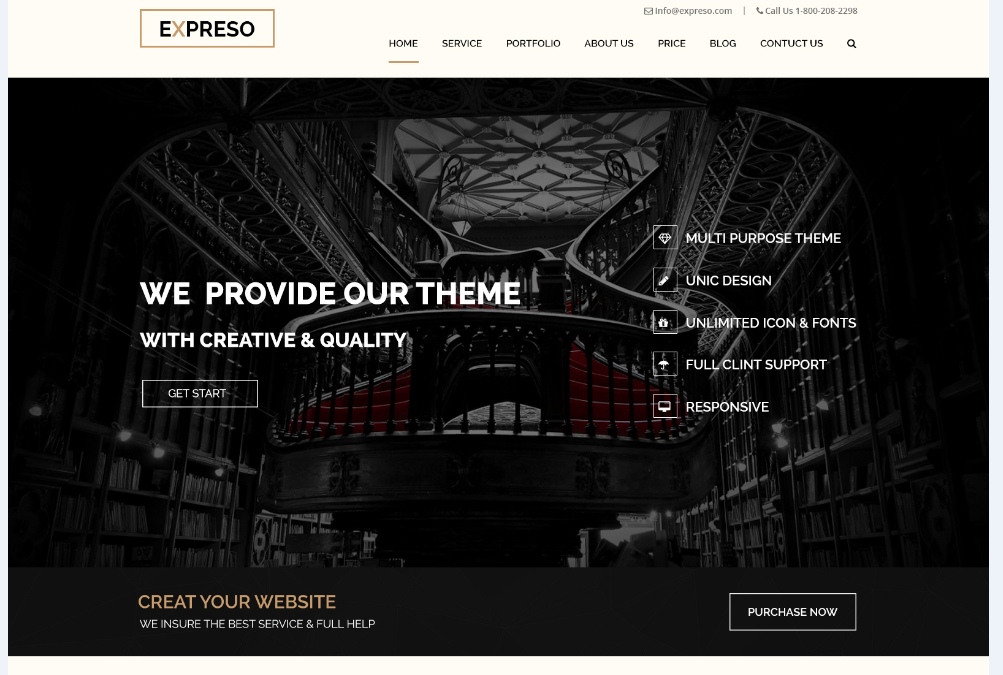 Info@expreso.com | Call Us 1-800-208-2298
EXPRESO
HOME SERVICE PORTFOLIO ABOUT US PRICE BLOG CONTUCT US
WE PROVIDE OUR THEME
WITH CREATIVE & QUALITY
GET START
MULTI PURPOSE THEME
UNIC DESIGN
UNLIMITED ICON & FONTS
FULL CLINT SUPPORT
RESPONSIVE
CREAT YOUR WEBSITE
WE INSURE THE BEST SERVICE & FULL HELP
PURCHASE NOW